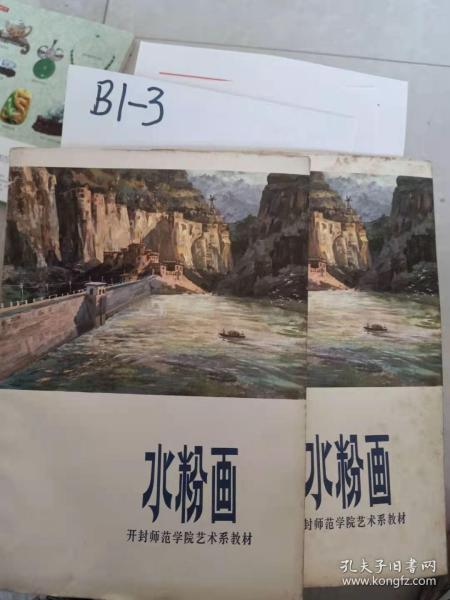 B1-3
水粉画
开封师范学院艺术系教材
水粉画
封师范学院艺术系教材
孔夫子旧书网
www.kongfz.com